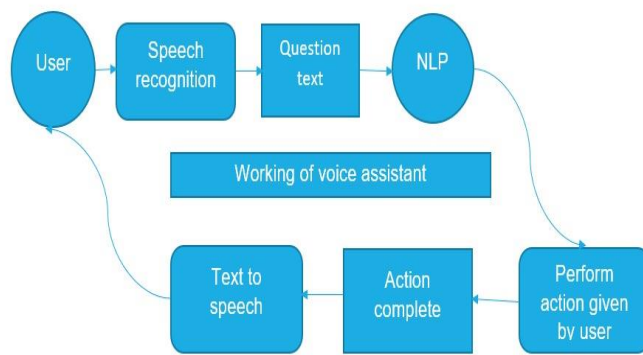 User
Speech
recognition
Question
text
NLP
Working of voice assistant
Text to
speech
Action
complete
Perform
action given
by user